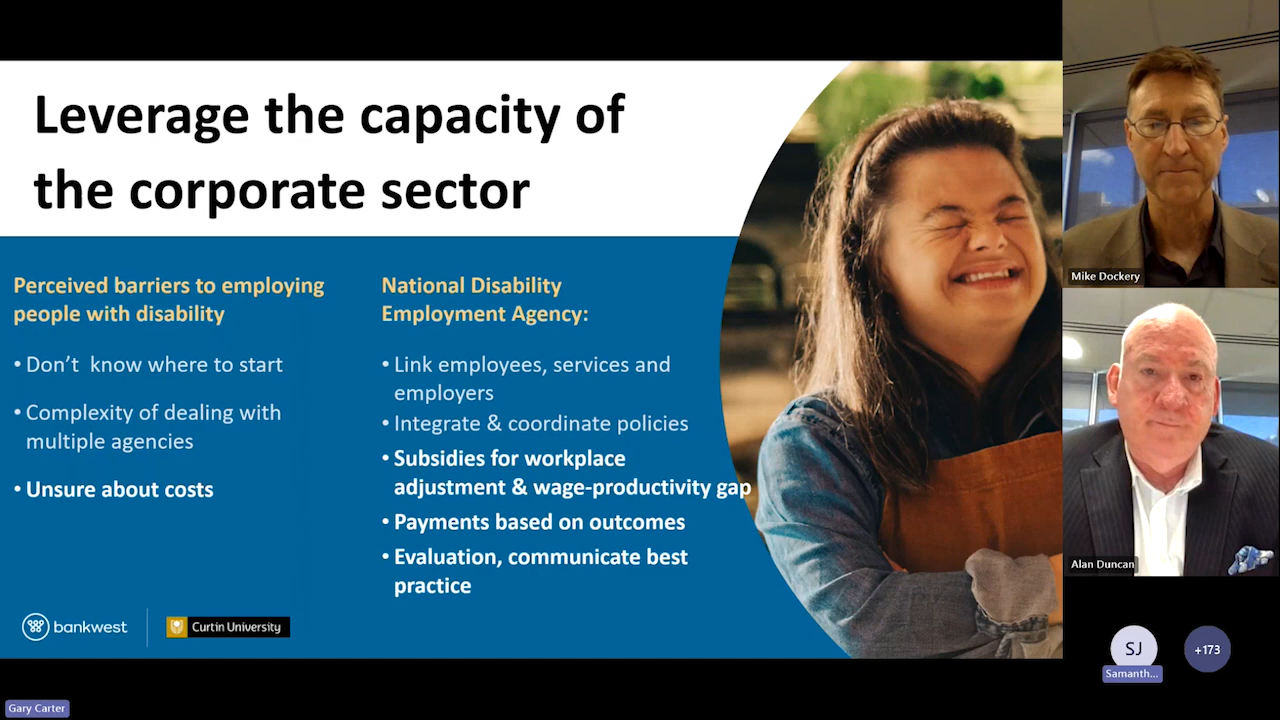 Leverage the capacity of
the corporate sector
Perceived barriers to employing
people with disability
• Don’t  know where to start
• Complexity of dealing with
multiple agencies
• Unsure about costs
National Disability
Employment Agency:
• Link employees, services and
employers
• Integrate & coordinate policies
• Subsidies for workplace
adjustment & wage-productivity gap
• Payments based on outcomes
• Evaluation, communicate best
practice
bankwest
Curtin University
Mike Dockery
Alan Duncan
SJ
+173
Samanth...
Gary Carter